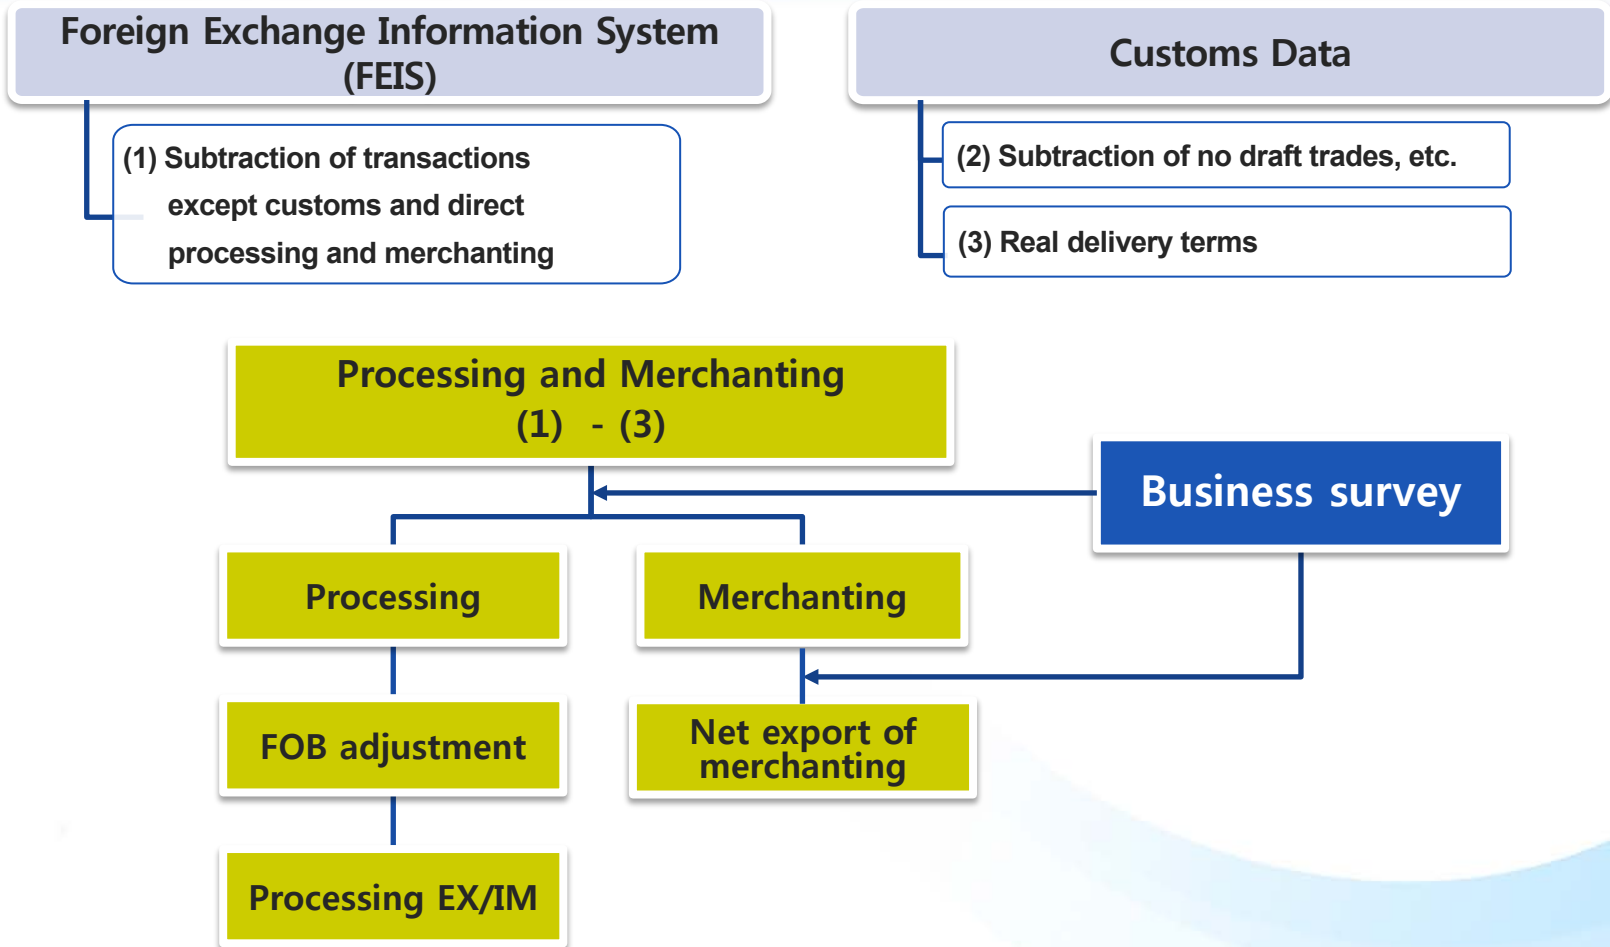 Foreign Exchange Information System
(FEIS)
Customs Data
(1) Subtraction of transactions
except customs and direct
processing and merchanting
(2) Subtraction of no draft trades, etc.
(3) Real delivery terms
Processing and Merchanting
(1) - (3)
Business survey
Processing
Merchanting
FOB adjustment
Net export of
merchanting
Processing EX/IM